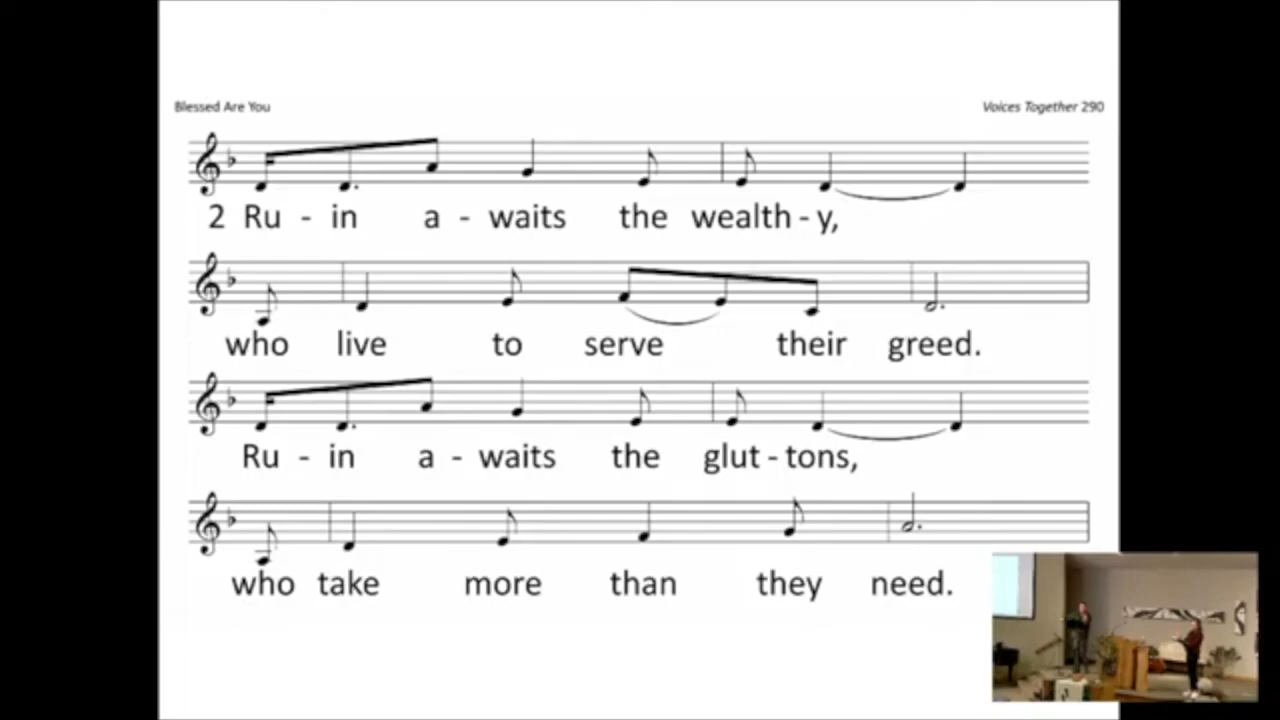 Blessed Are You
Voices Together 290
2 Ru - in a - waits the wealth - y,
who live to serve their greed.
Ru - in a - waits the glut - tons,
who take more than they need.